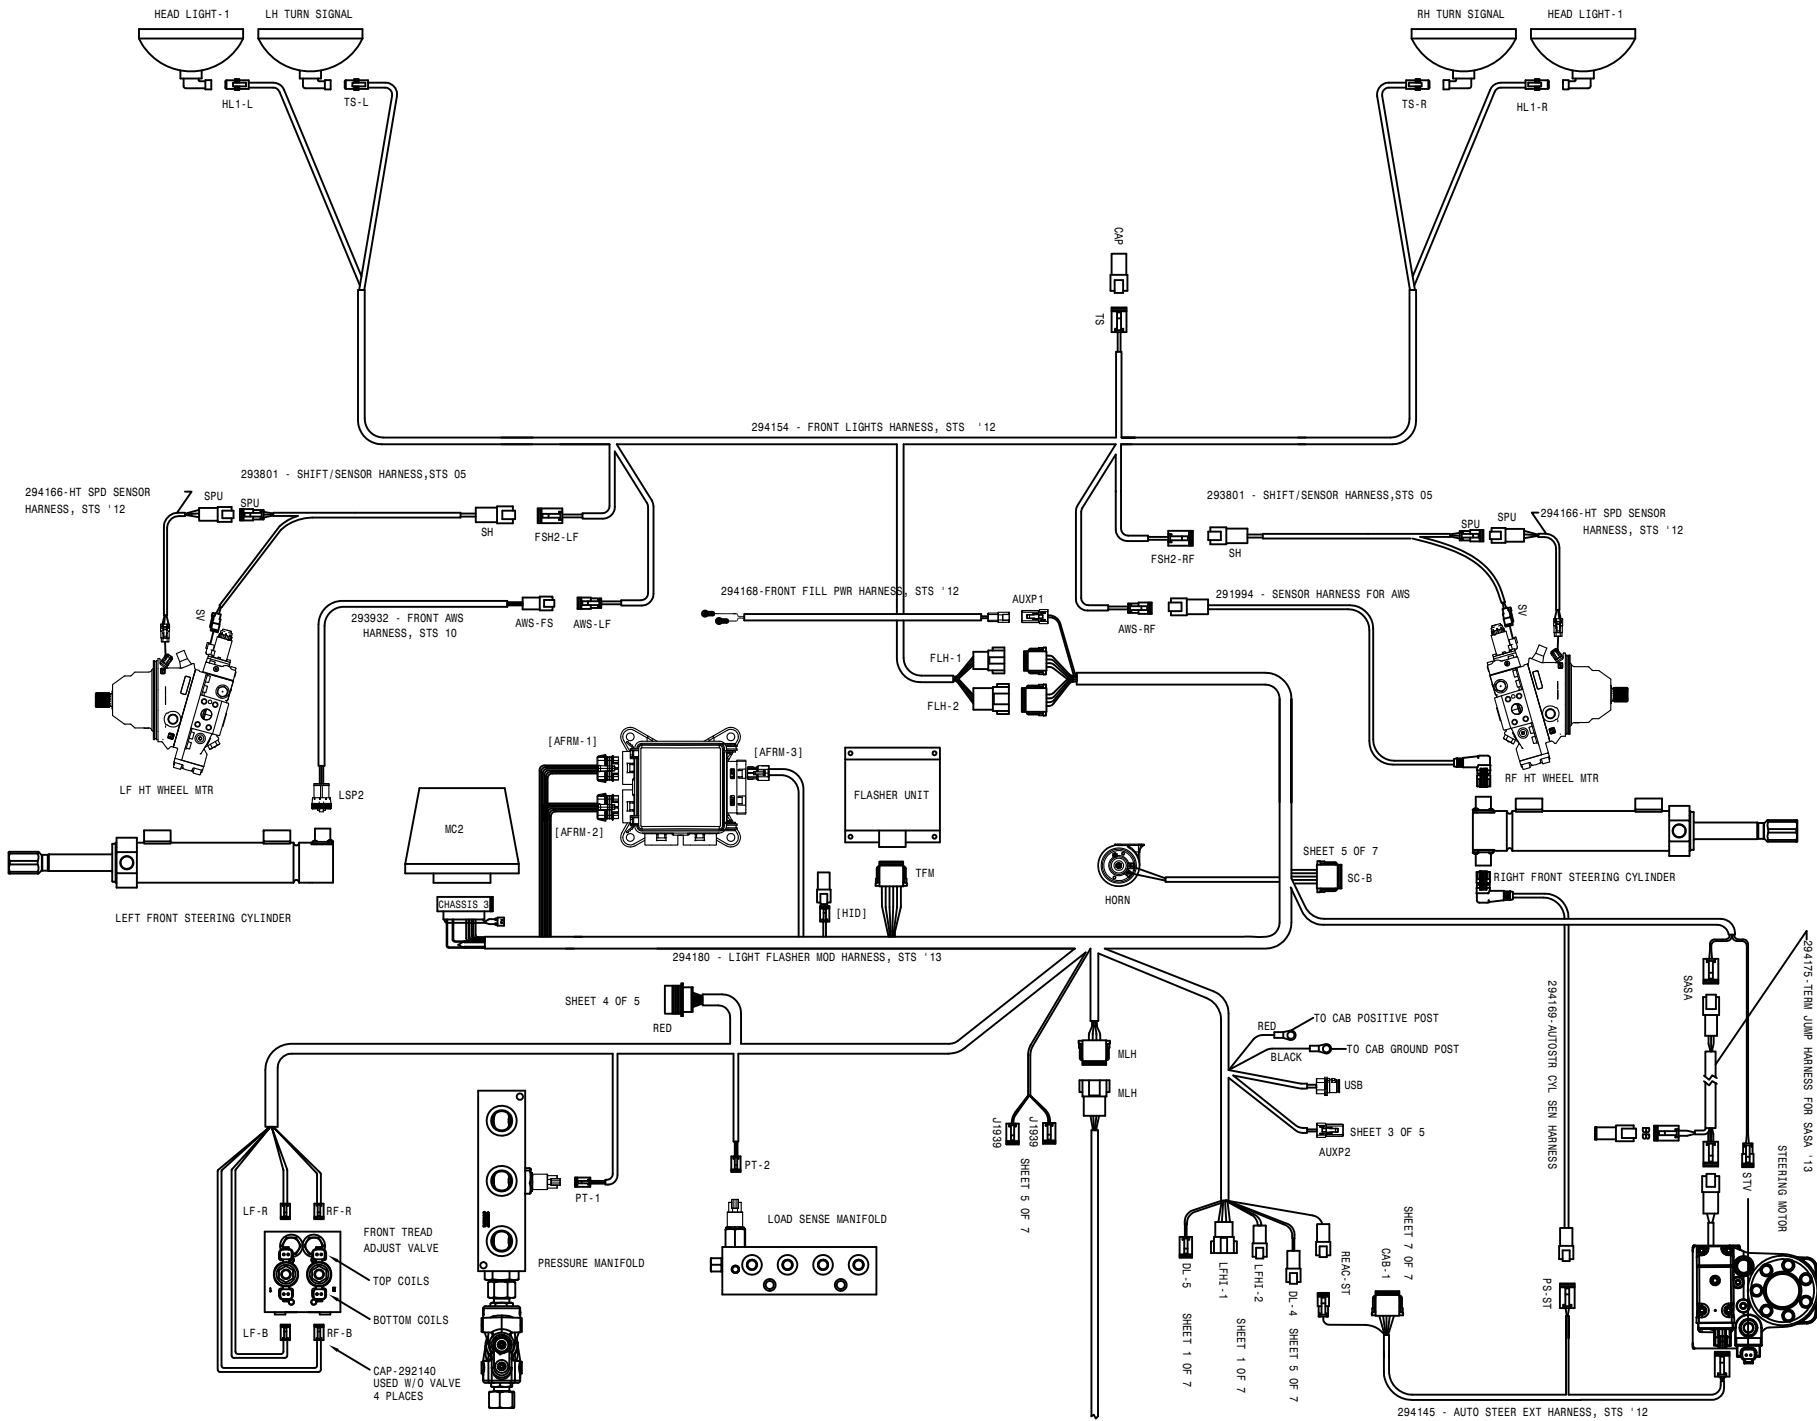 HEAD LIGHT-1
LH TURN SIGNAL
RH TURN SIGNAL
HEAD LIGHT-1
HL1-L
TS-L
TS-R
HL1-R
CAP
TS
294154 - FRONT LIGHTS HARNESS, STS '12
293801 - SHIFT/SENSOR HARNESS,STS 05
294166-HT SPD SENSOR
HARNESS, STS '12
SPU
SPU
SH
FSH2-LF
293801 - SHIFT/SENSOR HARNESS,STS 05
SPU
SPU
294166-HT SPD SENSOR
HARNESS, STS '12
FSH2-RF
SH
SV
293932 - FRONT AWS
HARNESS, STS 10
AWS-FS
AWS-LF
294168-FRONT FILL PWR HARNESS, STS '12
AUXP1
291994 - SENSOR HARNESS FOR AWS
AWS-RF
SV
FLH-1
FLH-2
LF HT WHEEL MTR
LSP2
RF HT WHEEL MTR
[AFRM-1]
[AFRM-3]
[AFRM-2]
MC2
FLASHER UNIT
CHASSIS 3
[HID]
TFM
HORN
SHEET 5 OF 7
SC-B
LEFT FRONT STEERING CYLINDER
RIGHT FRONT STEERING CYLINDER
294180 - LIGHT FLASHER MOD HARNESS, STS '13
SHEET 4 OF 5
RED
RED
TO CAB POSITIVE POST
BLACK
TO CAB GROUND POST
USB
SHEET 3 OF 5
AUXP2
MLH
MLH
J1939
J1939
SHEET 5 OF 7
SASA
294175-TERM JUMP HARNESS FOR SASA '13
294169-AUTOSTR CYL SEN HARNESS
BB
STV
STEERING MOTOR
PT-2
PT-1
LF-R
RF-R
FRONT TREAD
ADJUST VALVE
TOP COILS
BOTTOM COILS
LF-B
RF-B
CAP-292140
USED W/O VALVE
4 PLACES
PRESSURE MANIFOLD
LOAD SENSE MANIFOLD
DL-5
SHEET 1 OF 7
LFHI-1
LFHI-2
SHEET 1 OF 7
DL-4
SHEET 5 OF 7
REAC-ST
CAB-1
SHEET 7 OF 7
PS-ST
294145 - AUTO STEER EXT HARNESS, STS '12